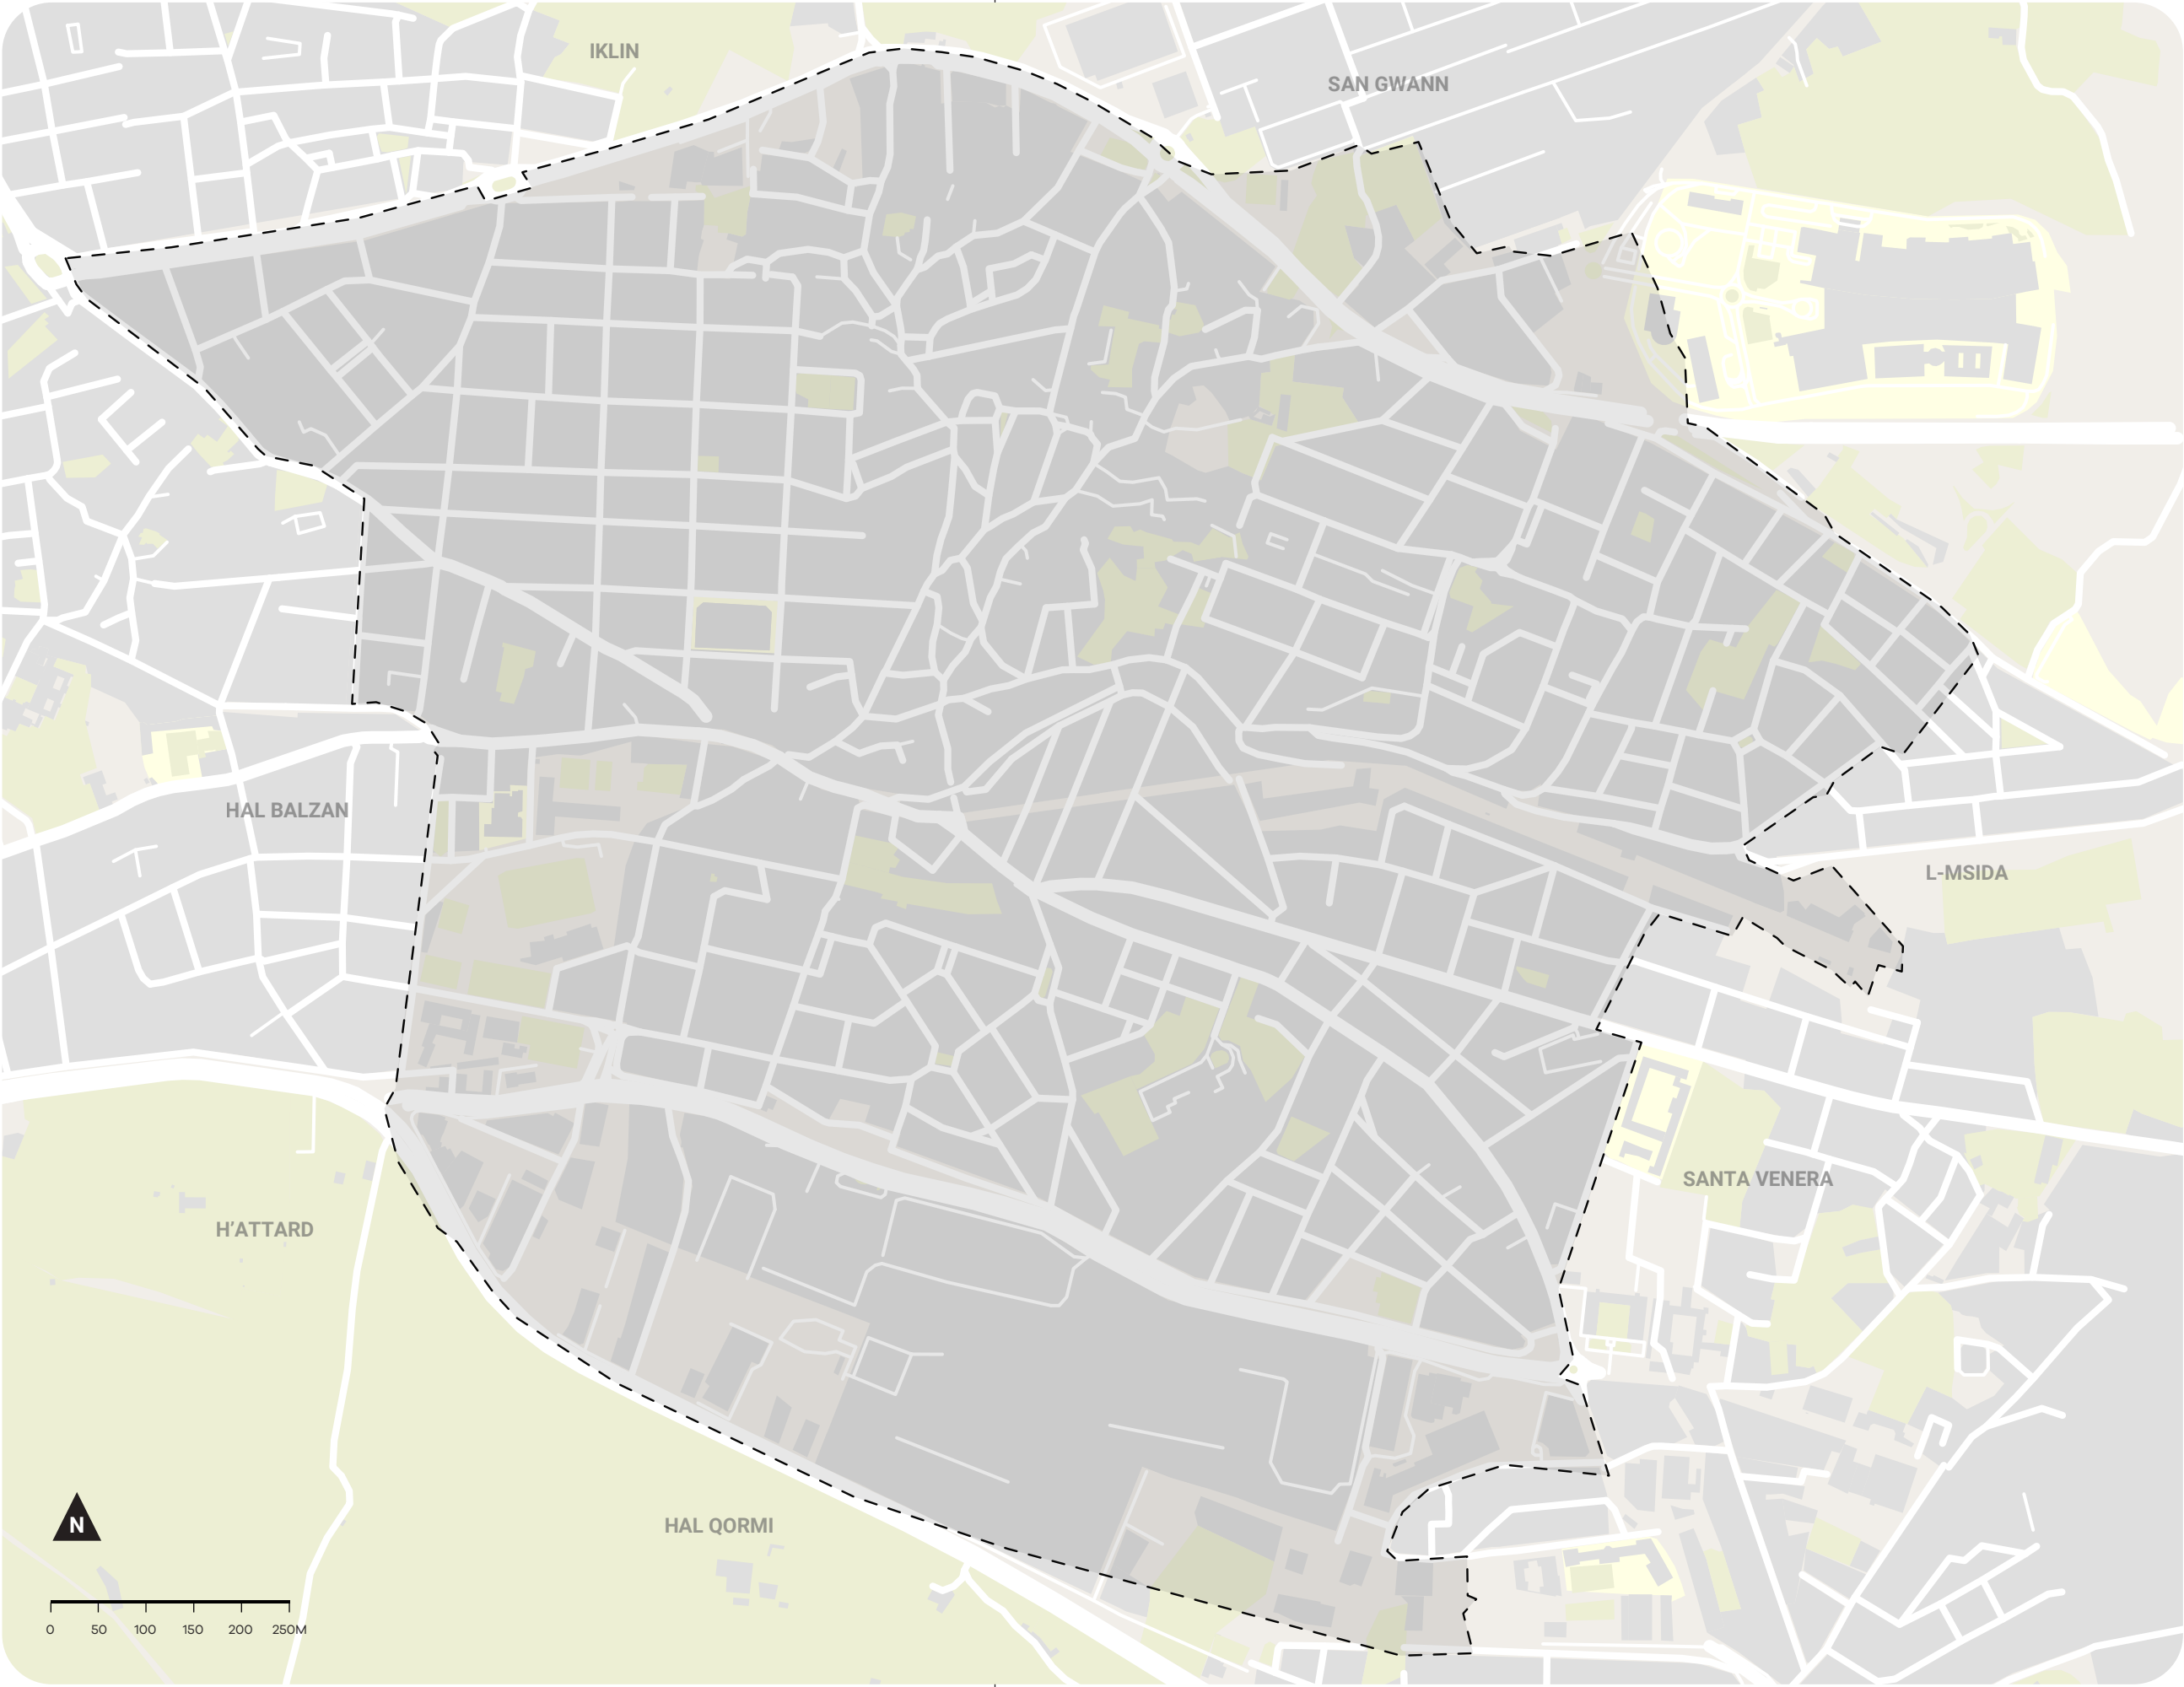 IKLIN
SAN GWANN
HAL BALZAN
L-MSIDA
SANTA VENERA
H’ATTARD
HAL QORMI
N
0 50 100 150 200 250M